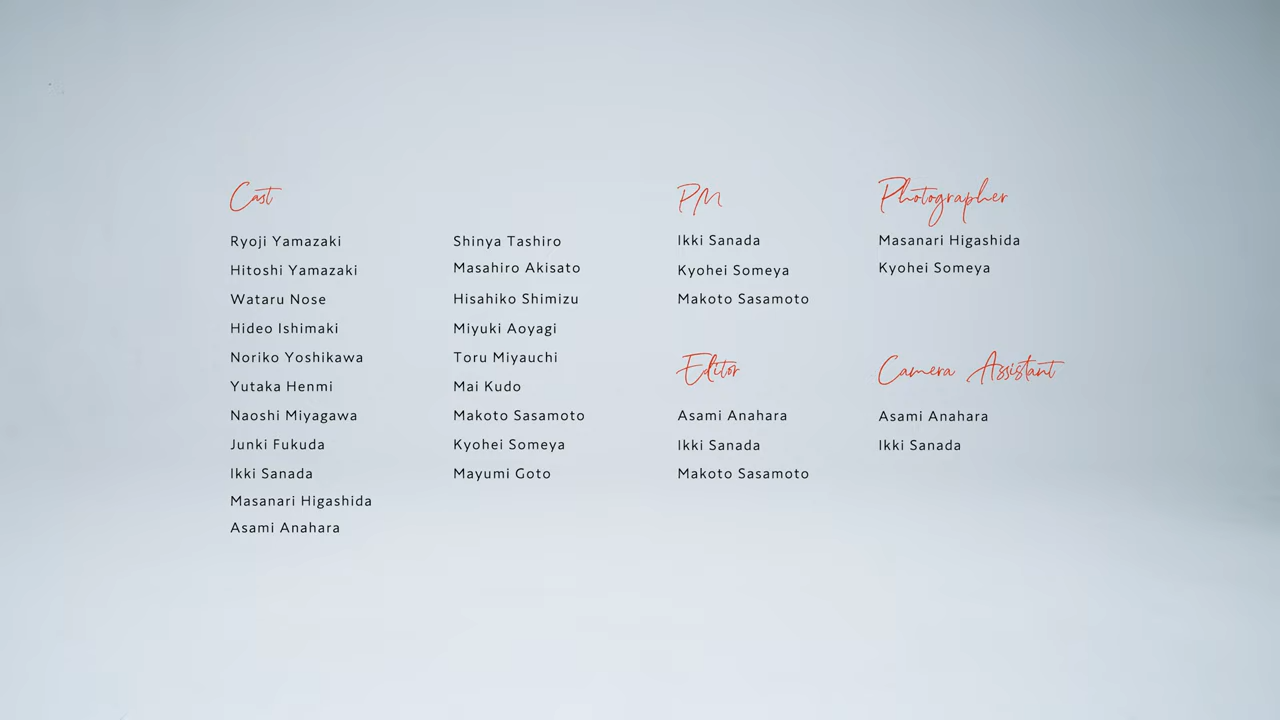 Cast
Ryoji Yamazaki
Hitoshi Yamazaki
Wataru Nose
Hideo Ishimaki
Noriko Yoshikawa
Yutaka Henmi
Naoshi Miyagawa
Junki Fukuda
Ikki Sanada
Masanari Higashida
Asami Anahara
Shinya Tashiro
Masahiro Akisato
Hisahiko Shimizu
Miyuki Aoyagi
Toru Miyauchi
Mai Kudo
Makoto Sasamoto
Kyohei Someya
Mayumi Goto
PM
Ikki Sanada
Kyohei Someya
Makoto Sasamoto
Editor
Asami Anahara
Ikki Sanada
Makoto Sasamoto
Photographer
Masanari Higashida
Kyohei Someya
Camera Assistant
Asami Anahara
Ikki Sanada